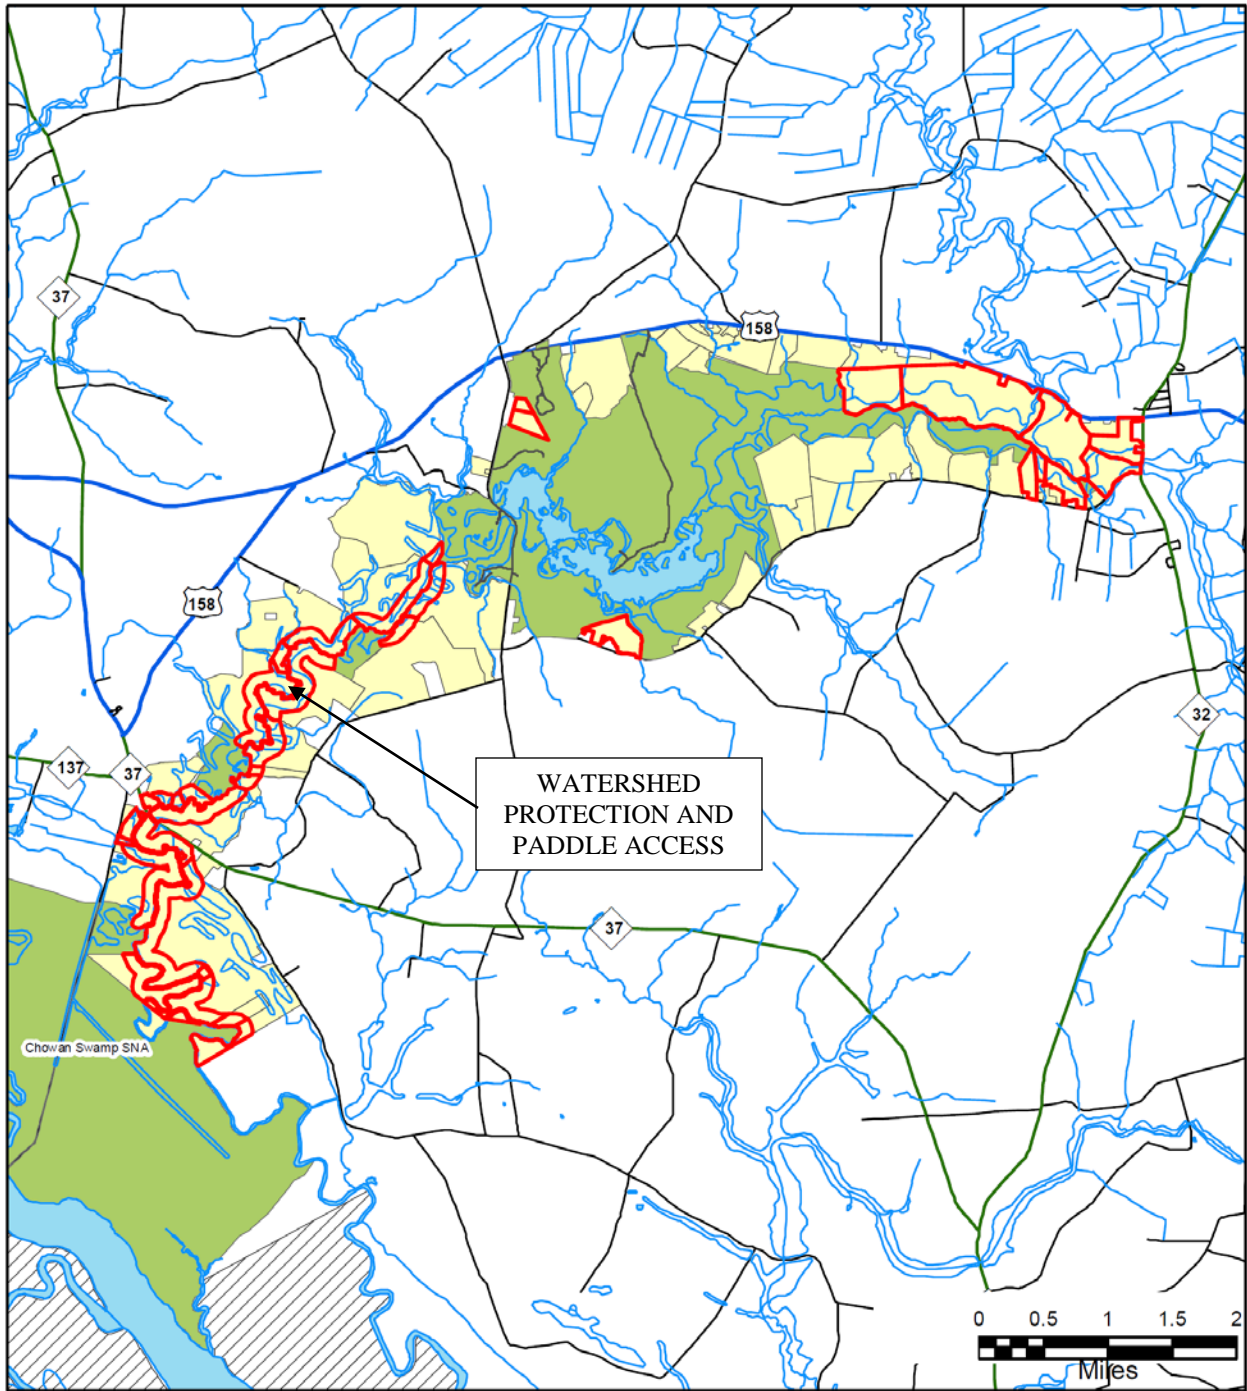 37
158
158
WATERSHED
PROTECTION AND
PADDLE ACCESS
32
137
37
37
Chowan Swamp SNA
0 0.5 1 1.5 2
Miles